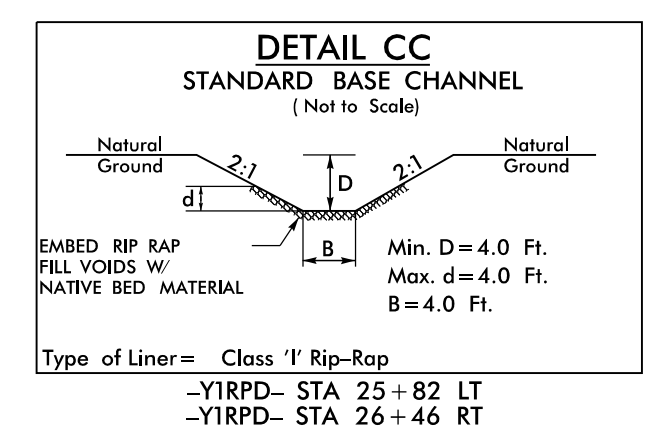 DETAIL CC
STANDARD BASE CHANNEL
( Not to Scale)
Natural
Ground
2:1
D
2:1
Natural
Ground
d
B
EMBED RIP RAP
FILL VOIDS W/
NATIVE BED MATERIAL
Min. D=4.0 Ft.
Max. d=4.0 Ft.
B=4.0 Ft.
Type of Liner= Class 'I' Rip-Rap
-Y1RPD- STA 25+82 LT
-Y1RPD- STA 26+46 RT